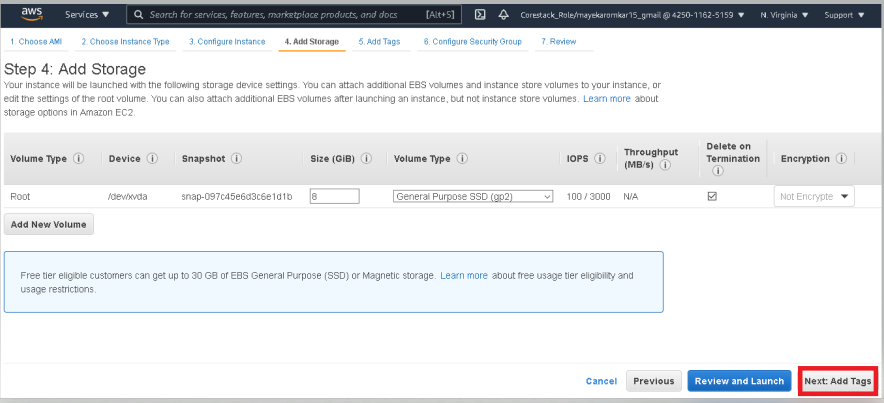 aws Services ▼ Search for services, features, marketplace products, and docs [Alt+S] Corestack_Role/mayekaromkar15_gmail @ 4250-1162-5159 ▼ N. Virginia ▼ Support ▼
1. Choose AMI 2. Choose Instance Type 3. Configure Instance 4. Add Storage 5. Add Tags 6. Configure Security Group 7. Review
Step 4: Add Storage
Your instance will be launched with the following storage device settings. You can attach additional EBS volumes and instance store volumes to your instance, or
edit the settings of the root volume. You can also attach additional EBS volumes after launching an instance, but not instance store volumes. Learn more about
storage options in Amazon EC2.
Volume Type i Device i Snapshot i Size (GiB) i Volume Type i IOPS i Throughput (MB/s) i Delete on Termination i Encryption i
Root /dev/xvda snap-097c45e6d3c6e1d1b 8 General Purpose SSD (gp2) 100 / 3000 N/A Not Encrypte
Add New Volume
Free tier eligible customers can get up to 30 GB of EBS General Purpose (SSD) or Magnetic storage. Learn more about free usage tier eligibility and
usage restrictions.
Cancel Previous Review and Launch Next: Add Tags